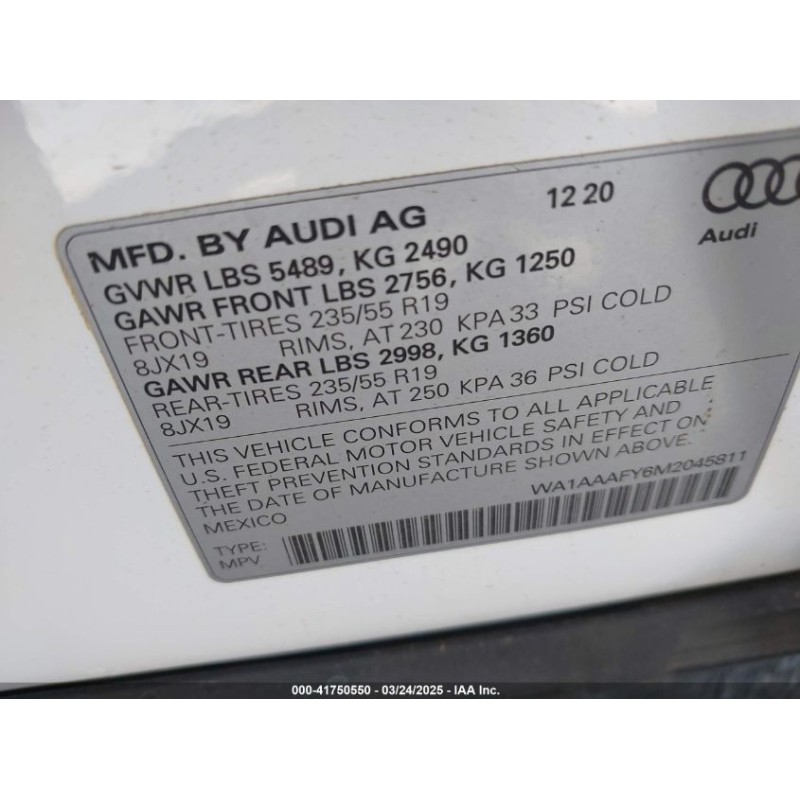 12 20
Audi
MFD. BY AUDI AG
GVWR LBS 5489, KG 2490
GAWR FRONT LBS 2756, KG 1250
FRONT-TIRES 235/55 R19
8JX19 RIMS, AT 230 KPA 33 PSI COLD
GAWR REAR LBS 2998, KG 1360
REAR-TIRES 235/55 R19
8JX19 RIMS, AT 250 KPA 36 PSI COLD
THIS VEHICLE CONFORMS TO ALL APPLICABLE
U.S. FEDERAL MOTOR VEHICLE SAFETY AND
THEFT PREVENTION STANDARDS IN EFFECT ON
THE DATE OF MANUFACTURE SHOWN ABOVE.
MEXICO WA1AAAFY6M2045811
TYPE:
MPV
000-41750550 - 03/24/2025 - IAA Inc.